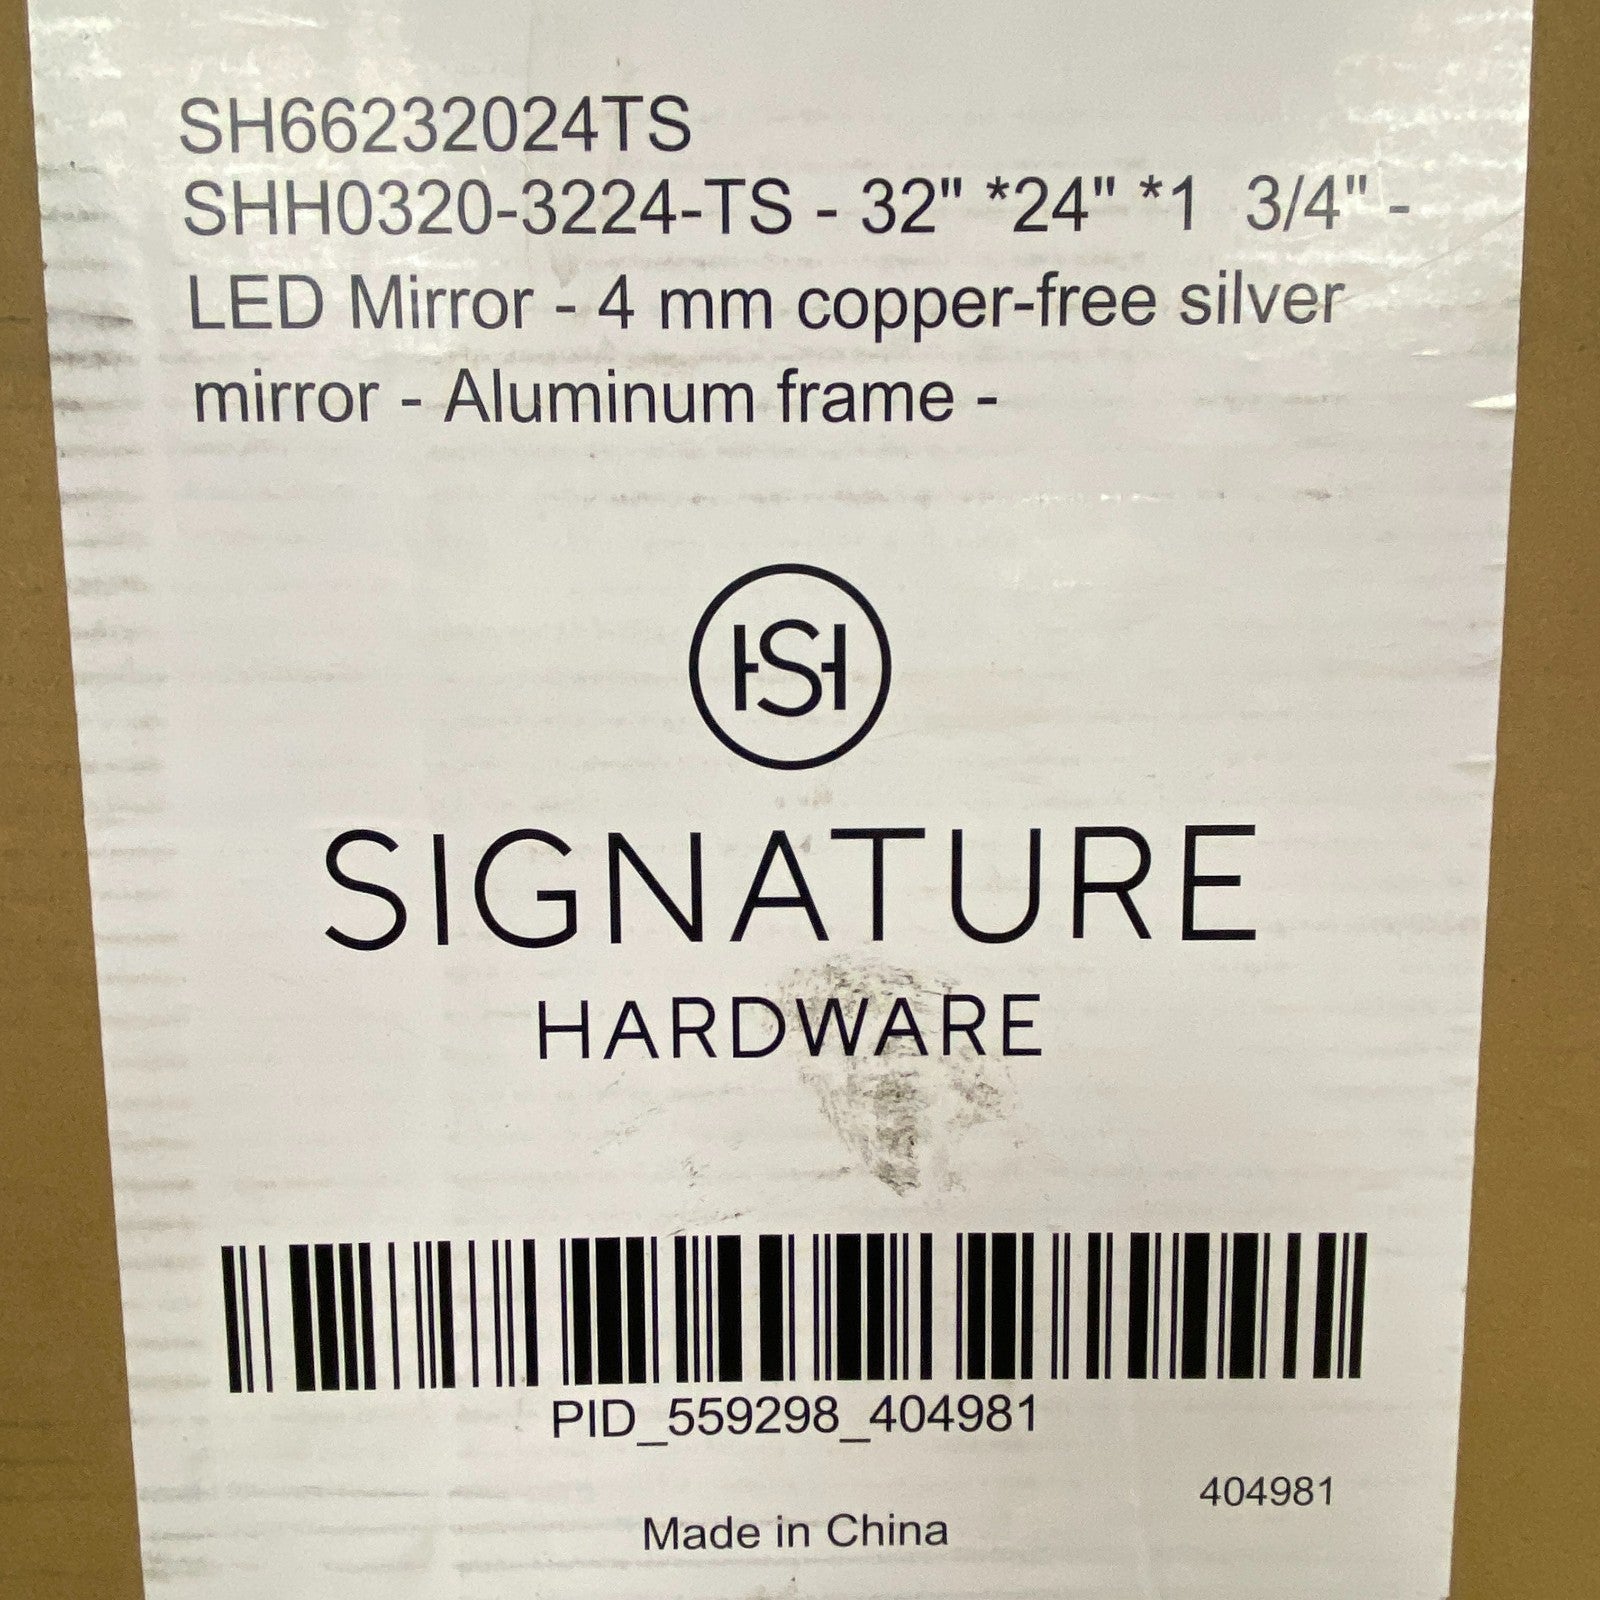 SH66232024TS
SHH0320-3224-TS - 32" *24" *1 3/4" -
LED Mirror - 4 mm copper-free silver
mirror - Aluminum frame -
HSH
SIGNATURE
HARDWARE
PID_559298_404981
404981
Made in China